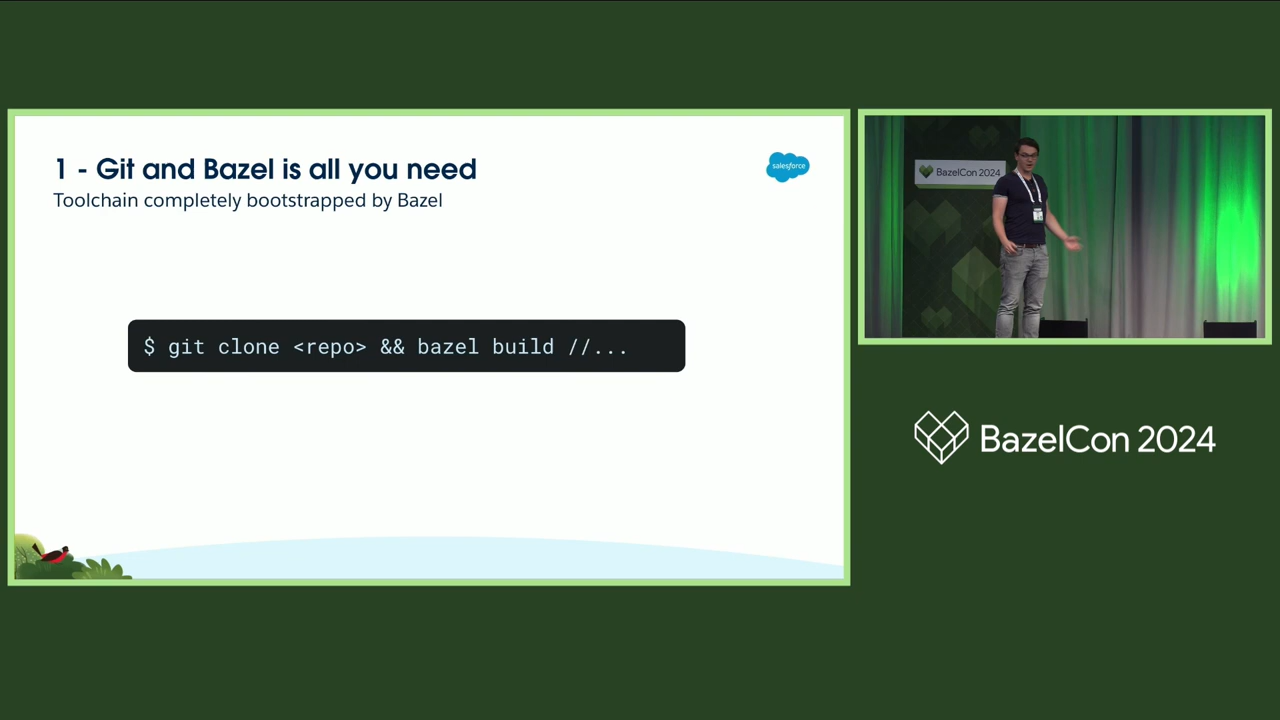 1 - Git and Bazel is all you need
Toolchain completely bootstrapped by Bazel
salesforce
$ git clone <repo> && bazel build //...
BazelCon 2024
BazelCon 2024